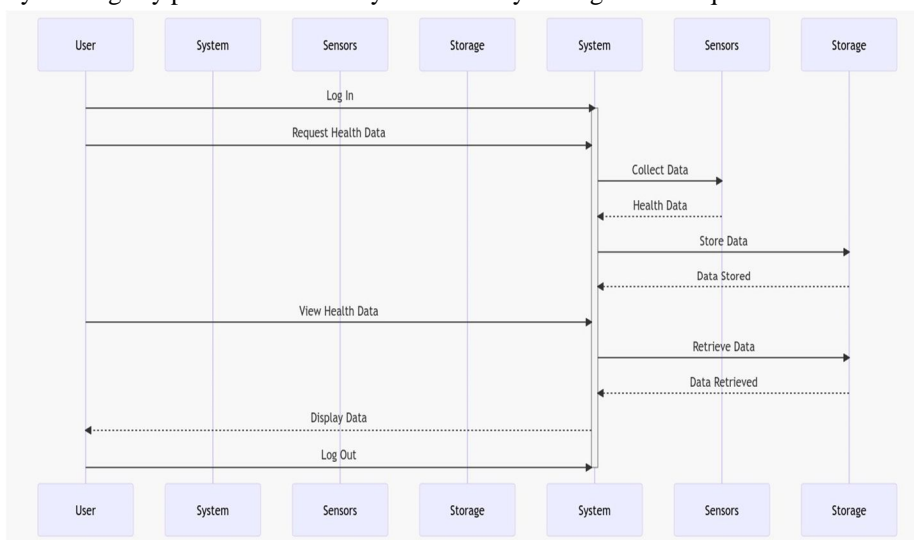 User
System
Sensors
Storage
System
Sensors
Storage
Log In
Request Health Data
Collect Data
Health Data
Store Data
Data Stored
View Health Data
Retrieve Data
Data Retrieved
Display Data
Log Out
User
System
Sensors
Storage
System
Sensors
Storage